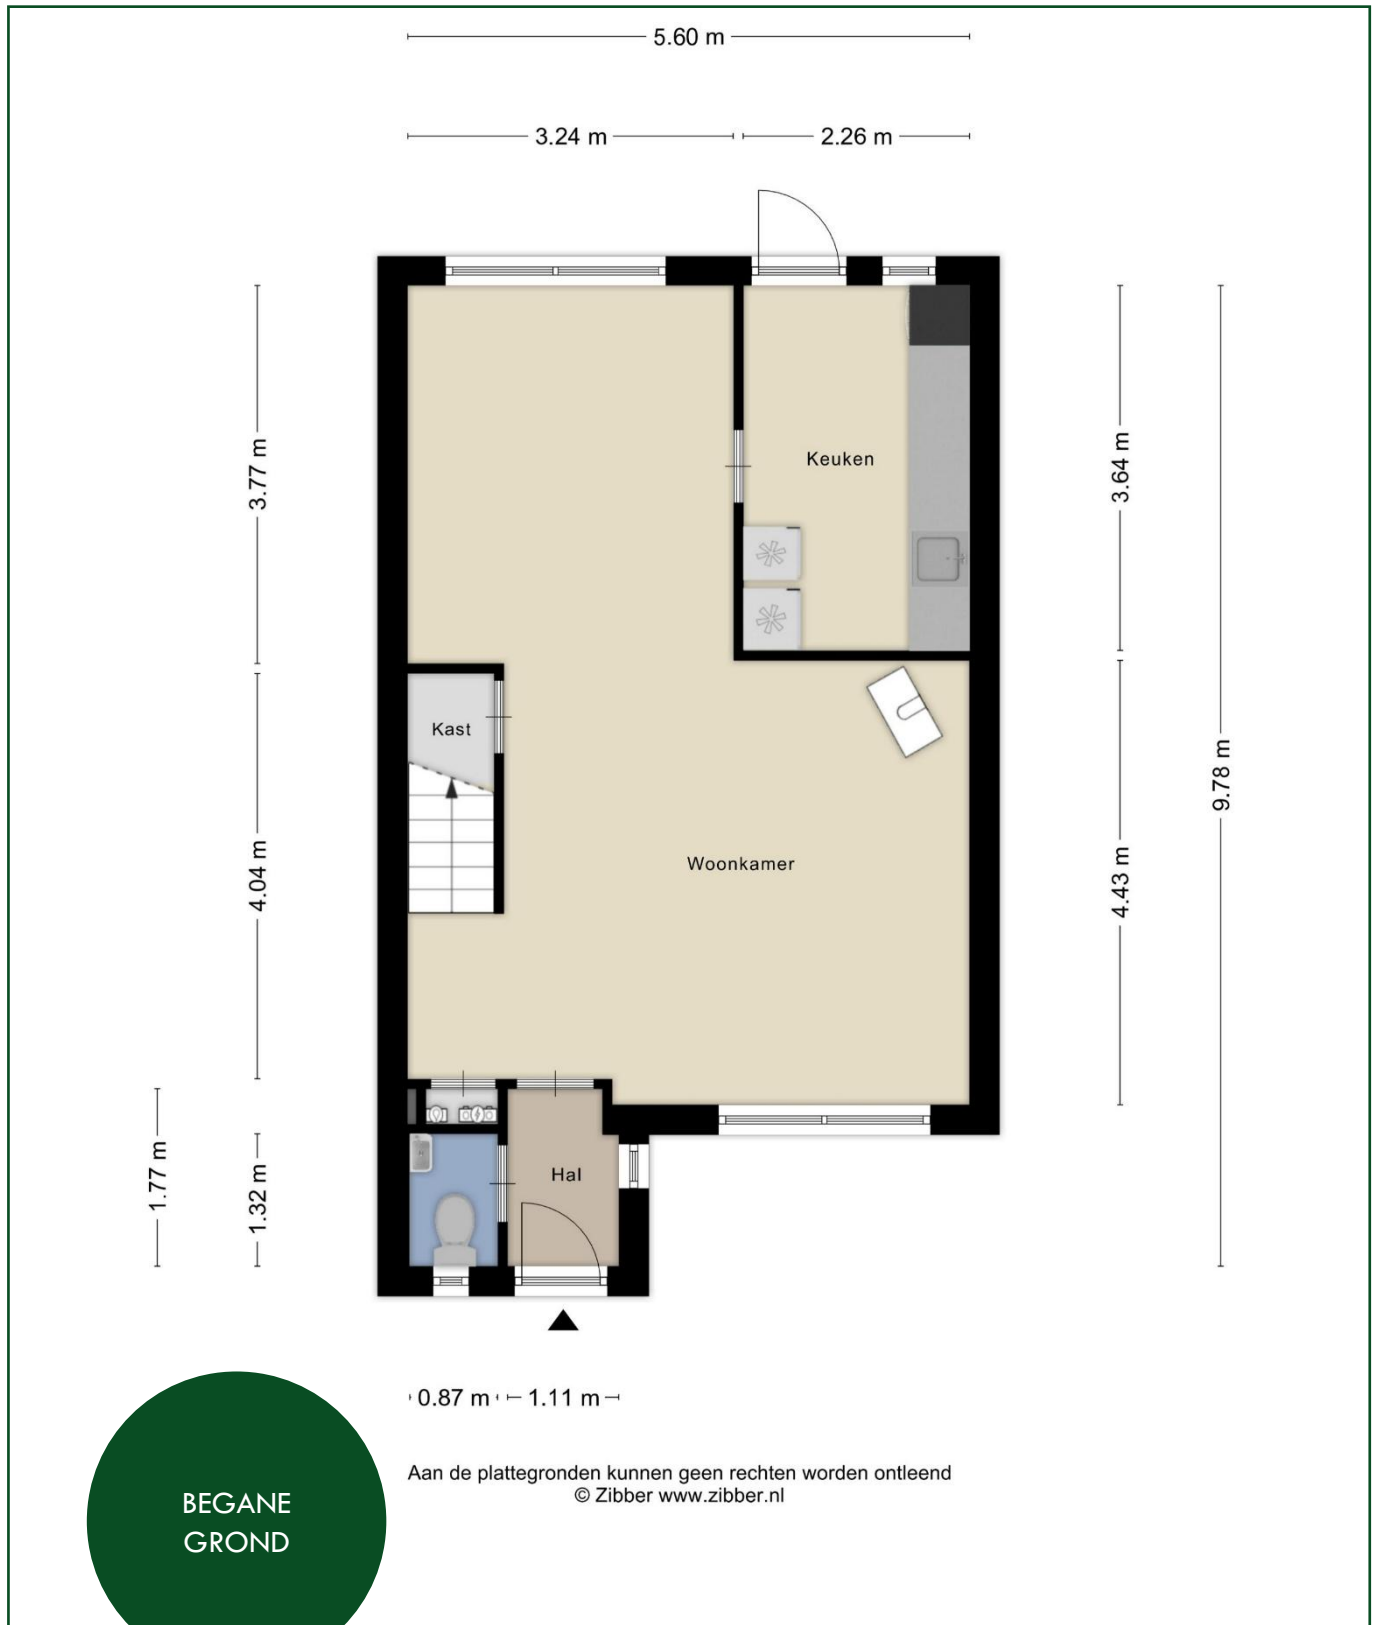 5.60 m
3.24 m
2.26 m
3.77 m
3.64 m
Keuken
Kast
9.78 m
4.04 m
4.43 m
Woonkamer
1.77 m
1.32 m
Hal
0.87 m
1.11 m
Aan de plattegronden kunnen geen rechten worden ontleend
© Zibber www.zibber.nl
BEGANE
GROND